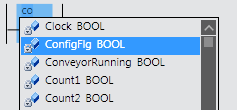 co
Clock BOOL
ConfigFlg BOOL
ConveyorRunning BOOL
Count1 BOOL
Count2 BOOL